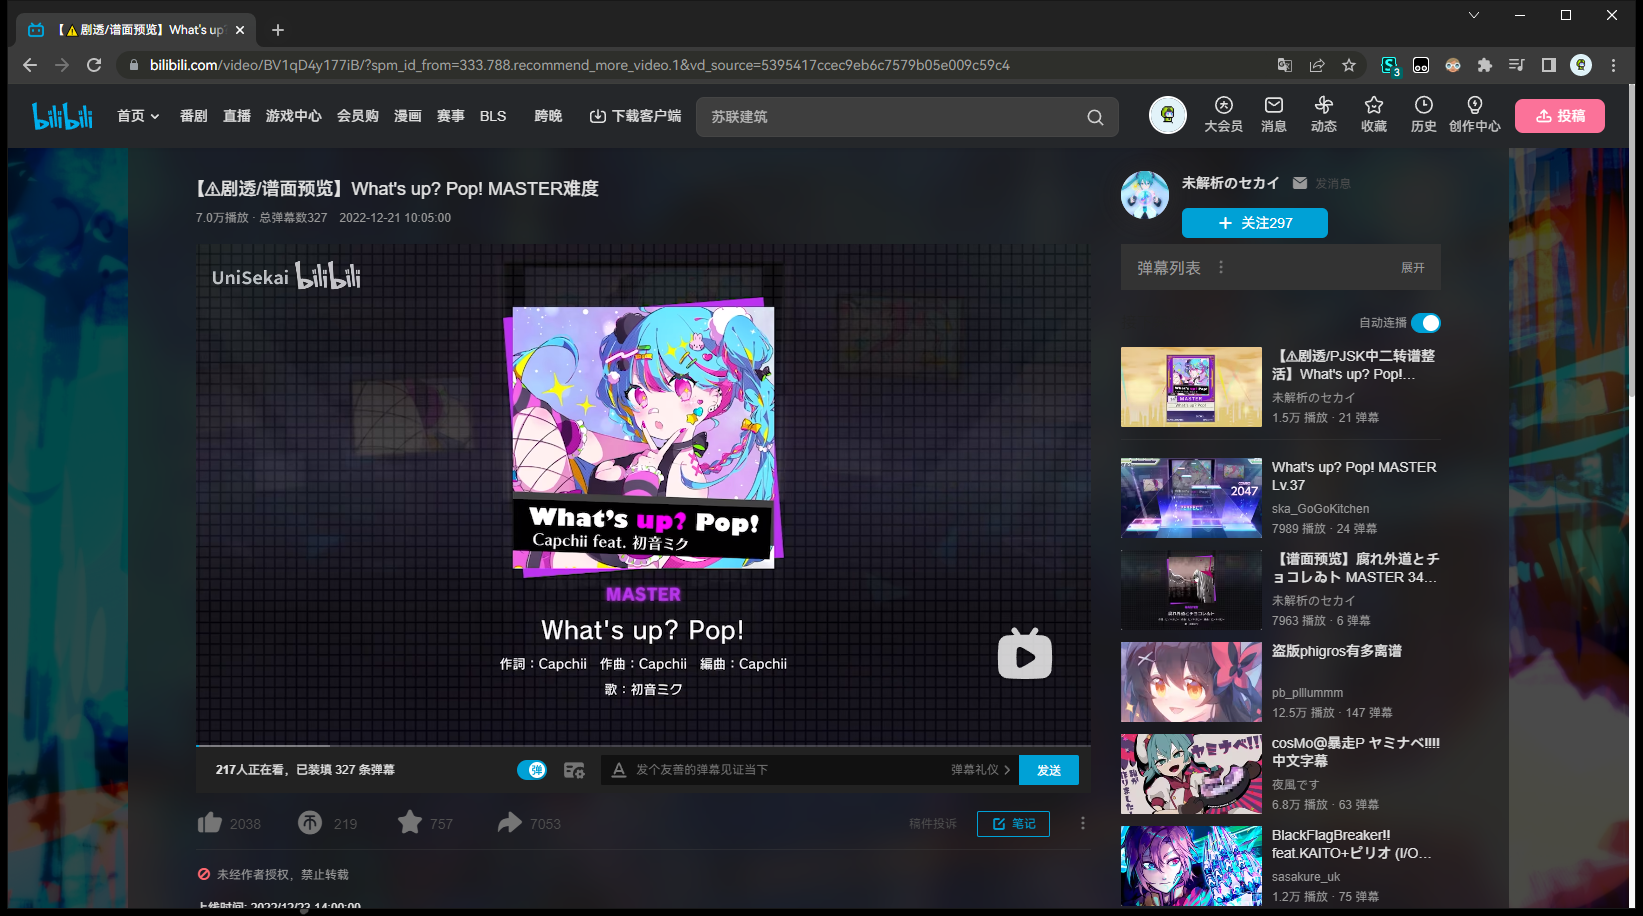 【⚠剧透/谱面预览】What's up
bilibili.com/video/BV1qD4y177iB/?spm_id_from=333.788.recommend_more_video.1&vd_source=5395417ccec9eb6c7579b05e009c59c4
3
bilibili
首页
番剧
直播
游戏中心
会员购
漫画
赛事
BLS
跨晚
下载客户端
苏联建筑
大会员
消息
动态
收藏
历史
创作中心
投稿
【⚠剧透/谱面预览】What's up? Pop! MASTER难度
7.0万播放 · 总弹幕数327 2022-12-21 10:05:00
UniSekai bilibili
What's up? Pop!
Capchii feat. 初音ミク
MASTER
What's up? Pop!
作詞：Capchii 作曲：Capchii 編曲：Capchii
歌：初音ミク
217人正在看，已装填 327 条弹幕
弹
发个友善的弹幕见证当下
弹幕礼仪
发送
2038
219
757
7053
稿件投诉
笔记
未经作者授权，禁止转载
上线时间: 2022/12/23 14:00:00
未解析のセカイ
发消息
+ 关注297
弹幕列表
展开
自动连播
【⚠剧透/PJSK中二转谱整
活】What's up? Pop!...
未解析のセカイ
1.5万 播放 · 21 弹幕
What's up? Pop! MASTER
Lv.37
ska_GoGoKitchen
7989 播放 · 24 弹幕
2047
PERFECT
【谱面预览】腐れ外道とチ
ョコレゐト MASTER 34...
未解析のセカイ
7963 播放 · 6 弹幕
盗版phigros有多离谱
pb_plllummm
12.5万 播放 · 147 弹幕
ヤミナベ!!
cosMo@暴走P ヤミナベ!!!!
中文字幕
夜風です
6.8万 播放 · 63 弹幕
BlackFlagBreaker!!
feat.KAITO+ピリオ (I/O...
sasakure_uk
1.2万 播放 · 75 弹幕